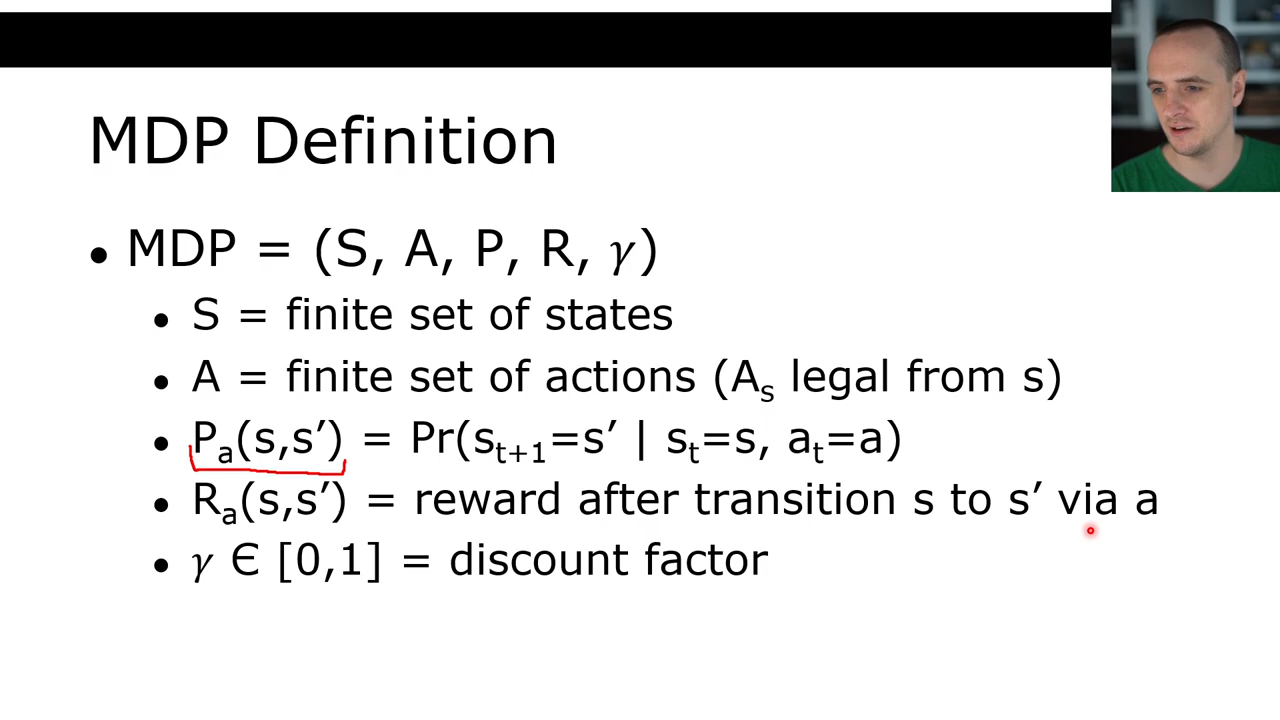 MDP Definition
• MDP = (S, A, P, R, γ)
• S = finite set of states
• A = finite set of actions (Aₛ legal from s)
• Pₐ(s,s’) = Pr(sₜ₊₁=s’ | sₜ=s, aₜ=a)
• Rₐ(s,s’) = reward after transition s to s’ via a
• γ Є [0,1] = discount factor